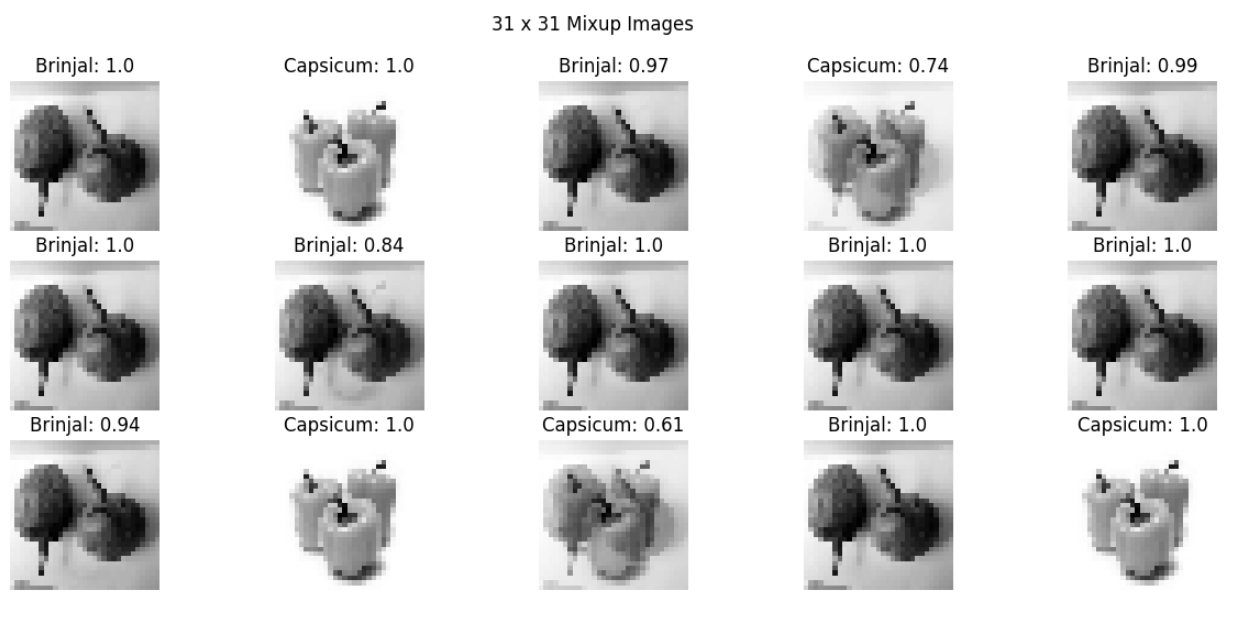 31 x 31 Mixup Images
Brinjal: 1.0 Capsicum: 1.0 Brinjal: 0.97 Capsicum: 0.74 Brinjal: 0.99
Brinjal: 1.0 Brinjal: 0.84 Brinjal: 1.0 Brinjal: 1.0 Brinjal: 1.0
Brinjal: 0.94 Capsicum: 1.0 Capsicum: 0.61 Brinjal: 1.0 Capsicum: 1.0